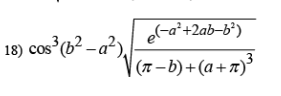 18) cos³(b² – a²)√(e^(–a²+2ab–b²) / ((π – b) + (a + π)³))